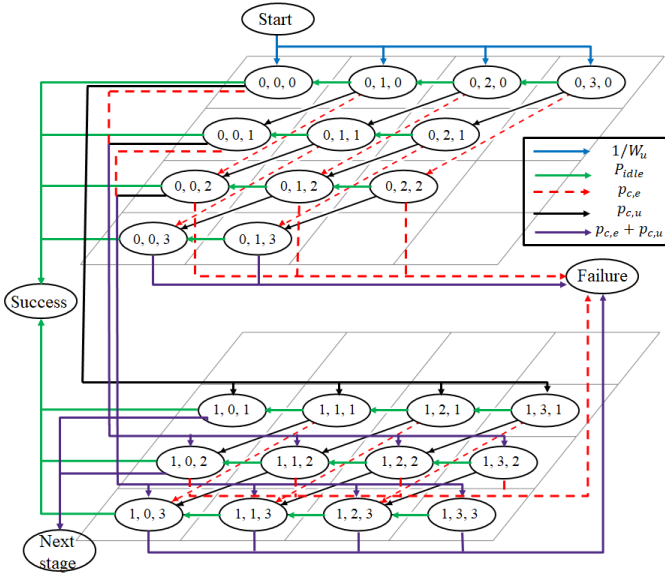 Start
0, 0, 0
0, 1, 0
0, 2, 0
0, 3, 0
0, 0, 1
0, 1, 1
0, 2, 1
1/W_u
P_idle
p_c,e
p_c,u
p_c,e + p_c,u
0, 0, 2
0, 1, 2
0, 2, 2
0, 0, 3
0, 1, 3
Failure
Success
1, 0, 1
1, 1, 1
1, 2, 1
1, 3, 1
1, 0, 2
1, 1, 2
1, 2, 2
1, 3, 2
1, 0, 3
1, 1, 3
1, 2, 3
1, 3, 3
Next
stage